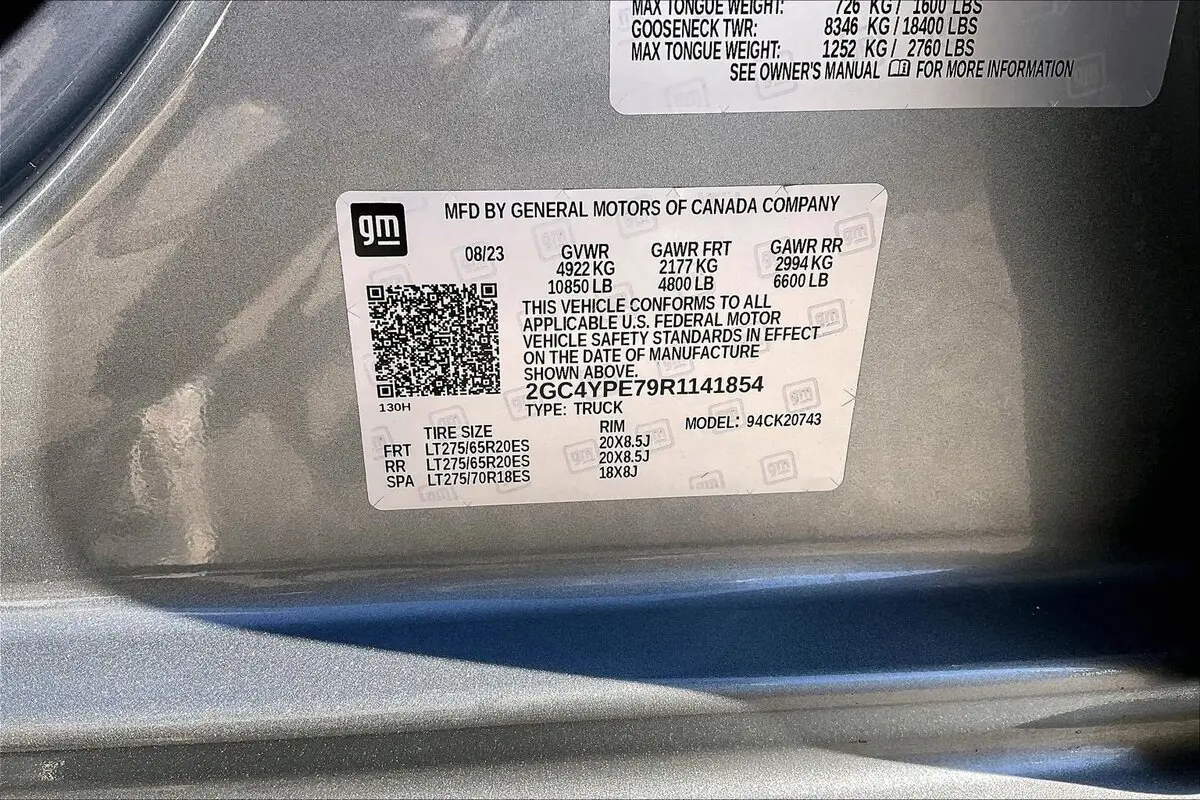 MAX TONGUE WEIGHT: 726 KG / 1600 LBS
GOOSENECK TWR: 8346 KG / 18400 LBS
MAX TONGUE WEIGHT: 1252 KG / 2760 LBS
SEE OWNER'S MANUAL FOR MORE INFORMATION
gm
MFD BY GENERAL MOTORS OF CANADA COMPANY
08/23 GVWR GAWR FRT GAWR RR
4922 KG 2177 KG 2994 KG
10850 LB 4800 LB 6600 LB
THIS VEHICLE CONFORMS TO ALL
APPLICABLE U.S. FEDERAL MOTOR
VEHICLE SAFETY STANDARDS IN EFFECT
ON THE DATE OF MANUFACTURE
SHOWN ABOVE.
2GC4YPE79R1141854
130H
TYPE: TRUCK
MODEL: 94CK20743
TIRE SIZE RIM
FRT LT275/65R20ES 20X8.5J
RR LT275/65R20ES 20X8.5J
SPA LT275/70R18ES 18X8J